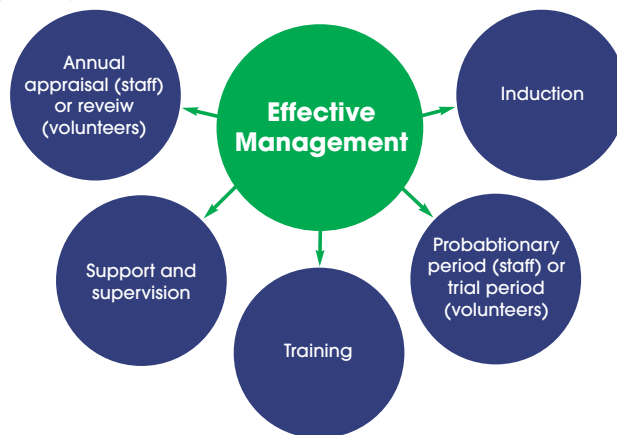 Annual
appraisal (staff)
or reveiw
(volunteers)
Effective
Management
Induction
Support and
supervision
Training
Probabtionary
period (staff) or
trial period
(volunteers)